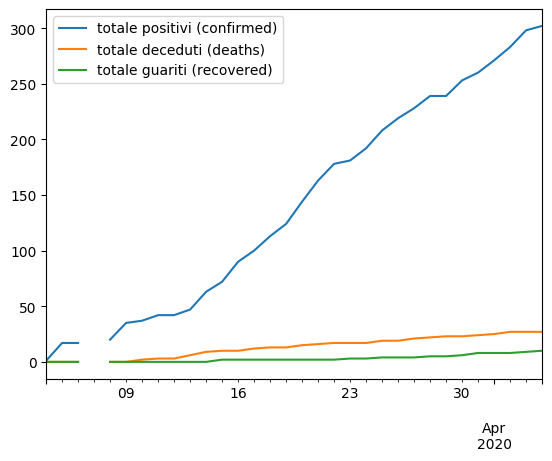 totale positivi (confirmed)
totale deceduti (deaths)
totale guariti (recovered)
300
250
200
150
100
50
0
09 16 23 30
Apr
2020